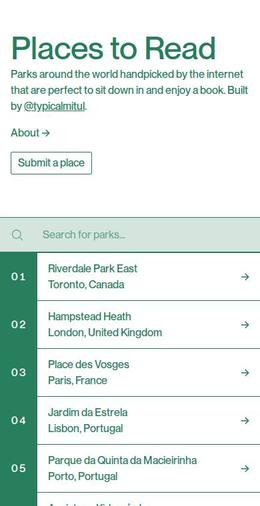 Places to Read
Parks around the world handpicked by the internet
that are perfect to sit down in and enjoy a book. Built
by @typicalmitul.
About →
Submit a place
Search for parks...
01
Riverdale Park East
Toronto, Canada
→
02
Hampstead Heath
London, United Kingdom
→
03
Place des Vosges
Paris, France
→
04
Jardim da Estrela
Lisbon, Portugal
→
05
Parque da Quinta da Macieirinha
Porto, Portugal
→